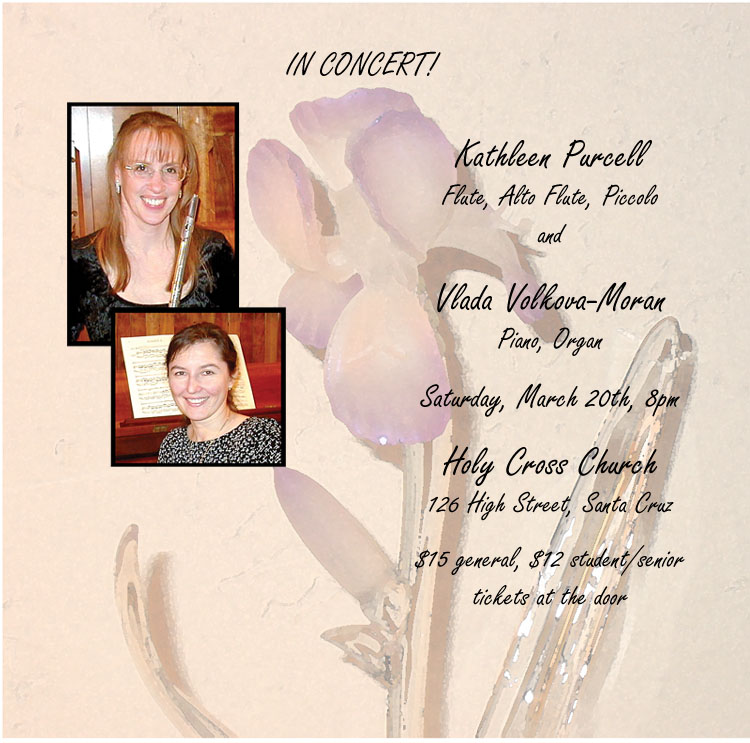 IN CONCERT!
Kathleen Purcell
Flute, Alto Flute, Piccolo
and
Vlada Volkova-Moran
Piano, Organ
Saturday, March 20th, 8pm
Holy Cross Church
126 High Street, Santa Cruz
$15 general, $12 student/senior
tickets at the door